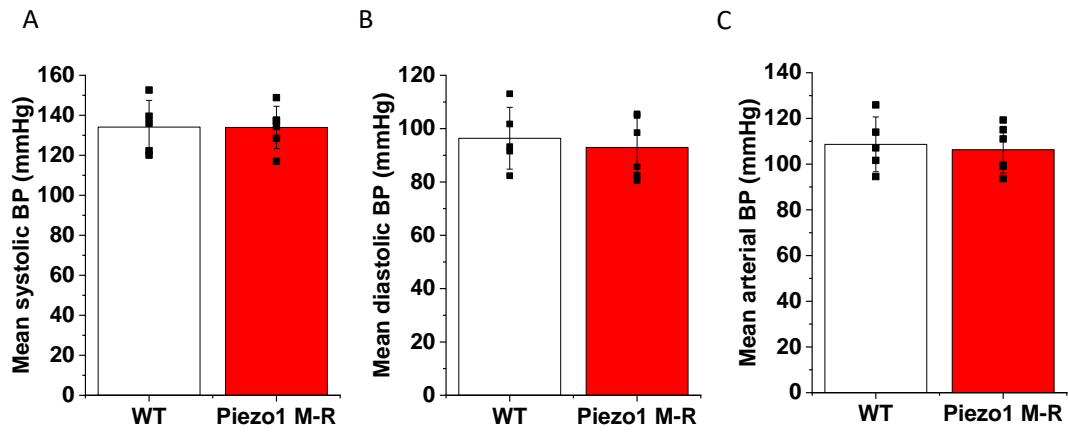 A
B
C
Mean systolic BP (mmHg)
160
140
120
100
80
60
40
20
0
WT
Piezo1 M-R
Mean diastolic BP (mmHg)
120
100
80
60
40
20
0
WT
Piezo1 M-R
Mean arterial BP (mmHg)
140
120
100
80
60
40
20
0
WT
Piezo1 M-R